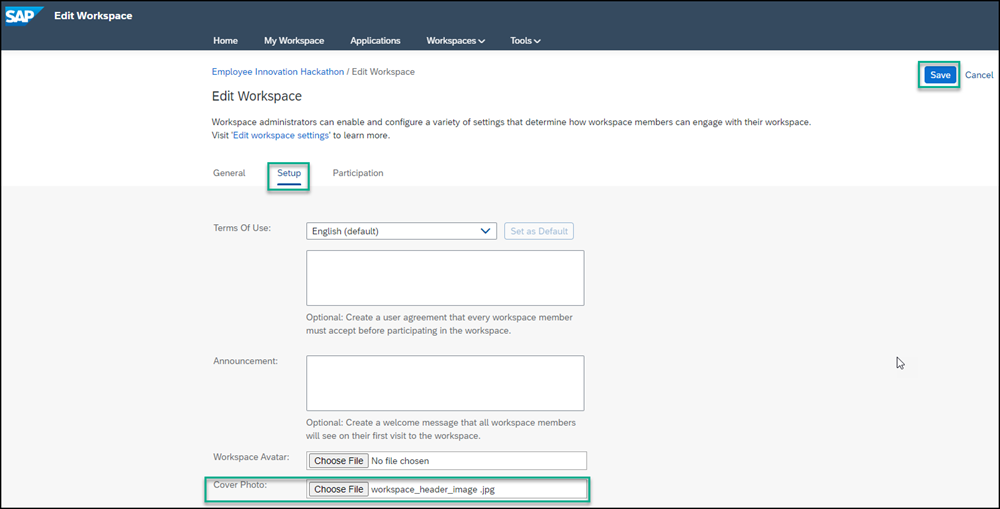 SAP Edit Workspace
Home My Workspace Applications Workspaces Tools
Employee Innovation Hackathon / Edit Workspace
Save Cancel
Edit Workspace
Workspace administrators can enable and configure a variety of settings that determine how workspace members can engage with their workspace.
Visit 'Edit workspace settings' to learn more.
General Setup Participation
Terms Of Use: English (default) Set as Default
Optional: Create a user agreement that every workspace member
must accept before participating in the workspace.
Announcement:
Optional: Create a welcome message that all workspace members
will see on their first visit to the workspace.
Workspace Avatar: Choose File No file chosen
Cover Photo: Choose File workspace_header_image .jpg